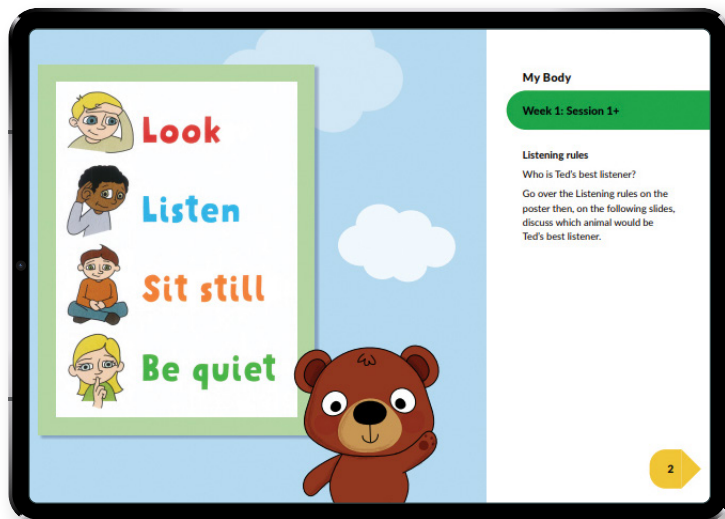 Look
Listen
Sit still
Be quiet
My Body
Week 1: Session 1+
Listening rules
Who is Ted's best listener?
Go over the Listening rules on the
poster then, on the following slides,
discuss which animal would be
Ted's best listener.
2